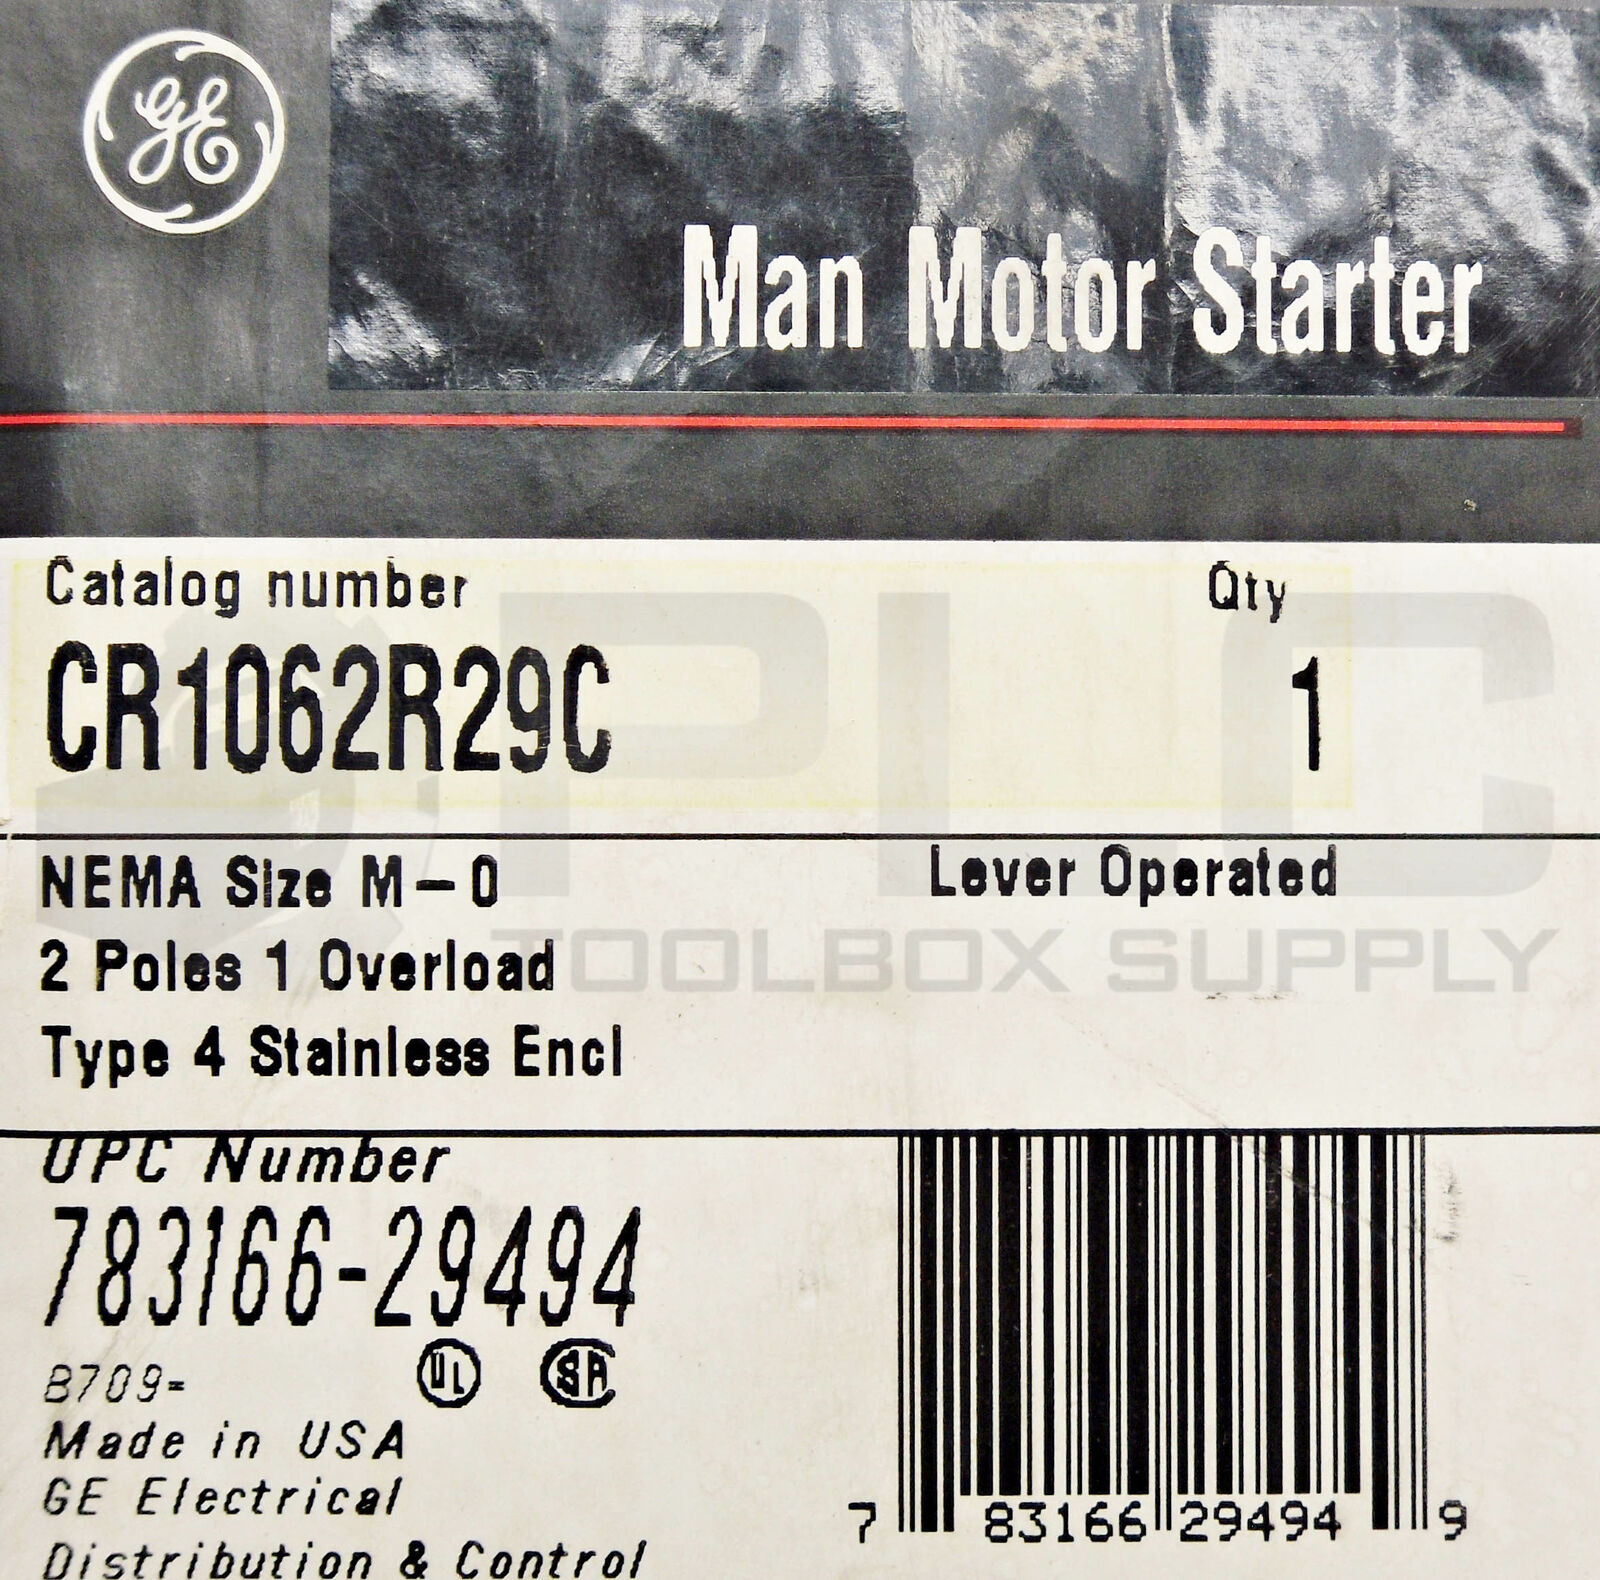 GE
Man Motor Starter
Catalog number
Qty
CR1062R29C
1
NEMA Size M-0
Lever Operated
2 Poles 1 Overload
Type 4 Stainless Encl
PLC
TOOLBOX SUPPLY
UPC Number
783166-29494
UL
SA
B709=
Made in USA
GE Electrical
Distribution & Control
7 83166 29494 9